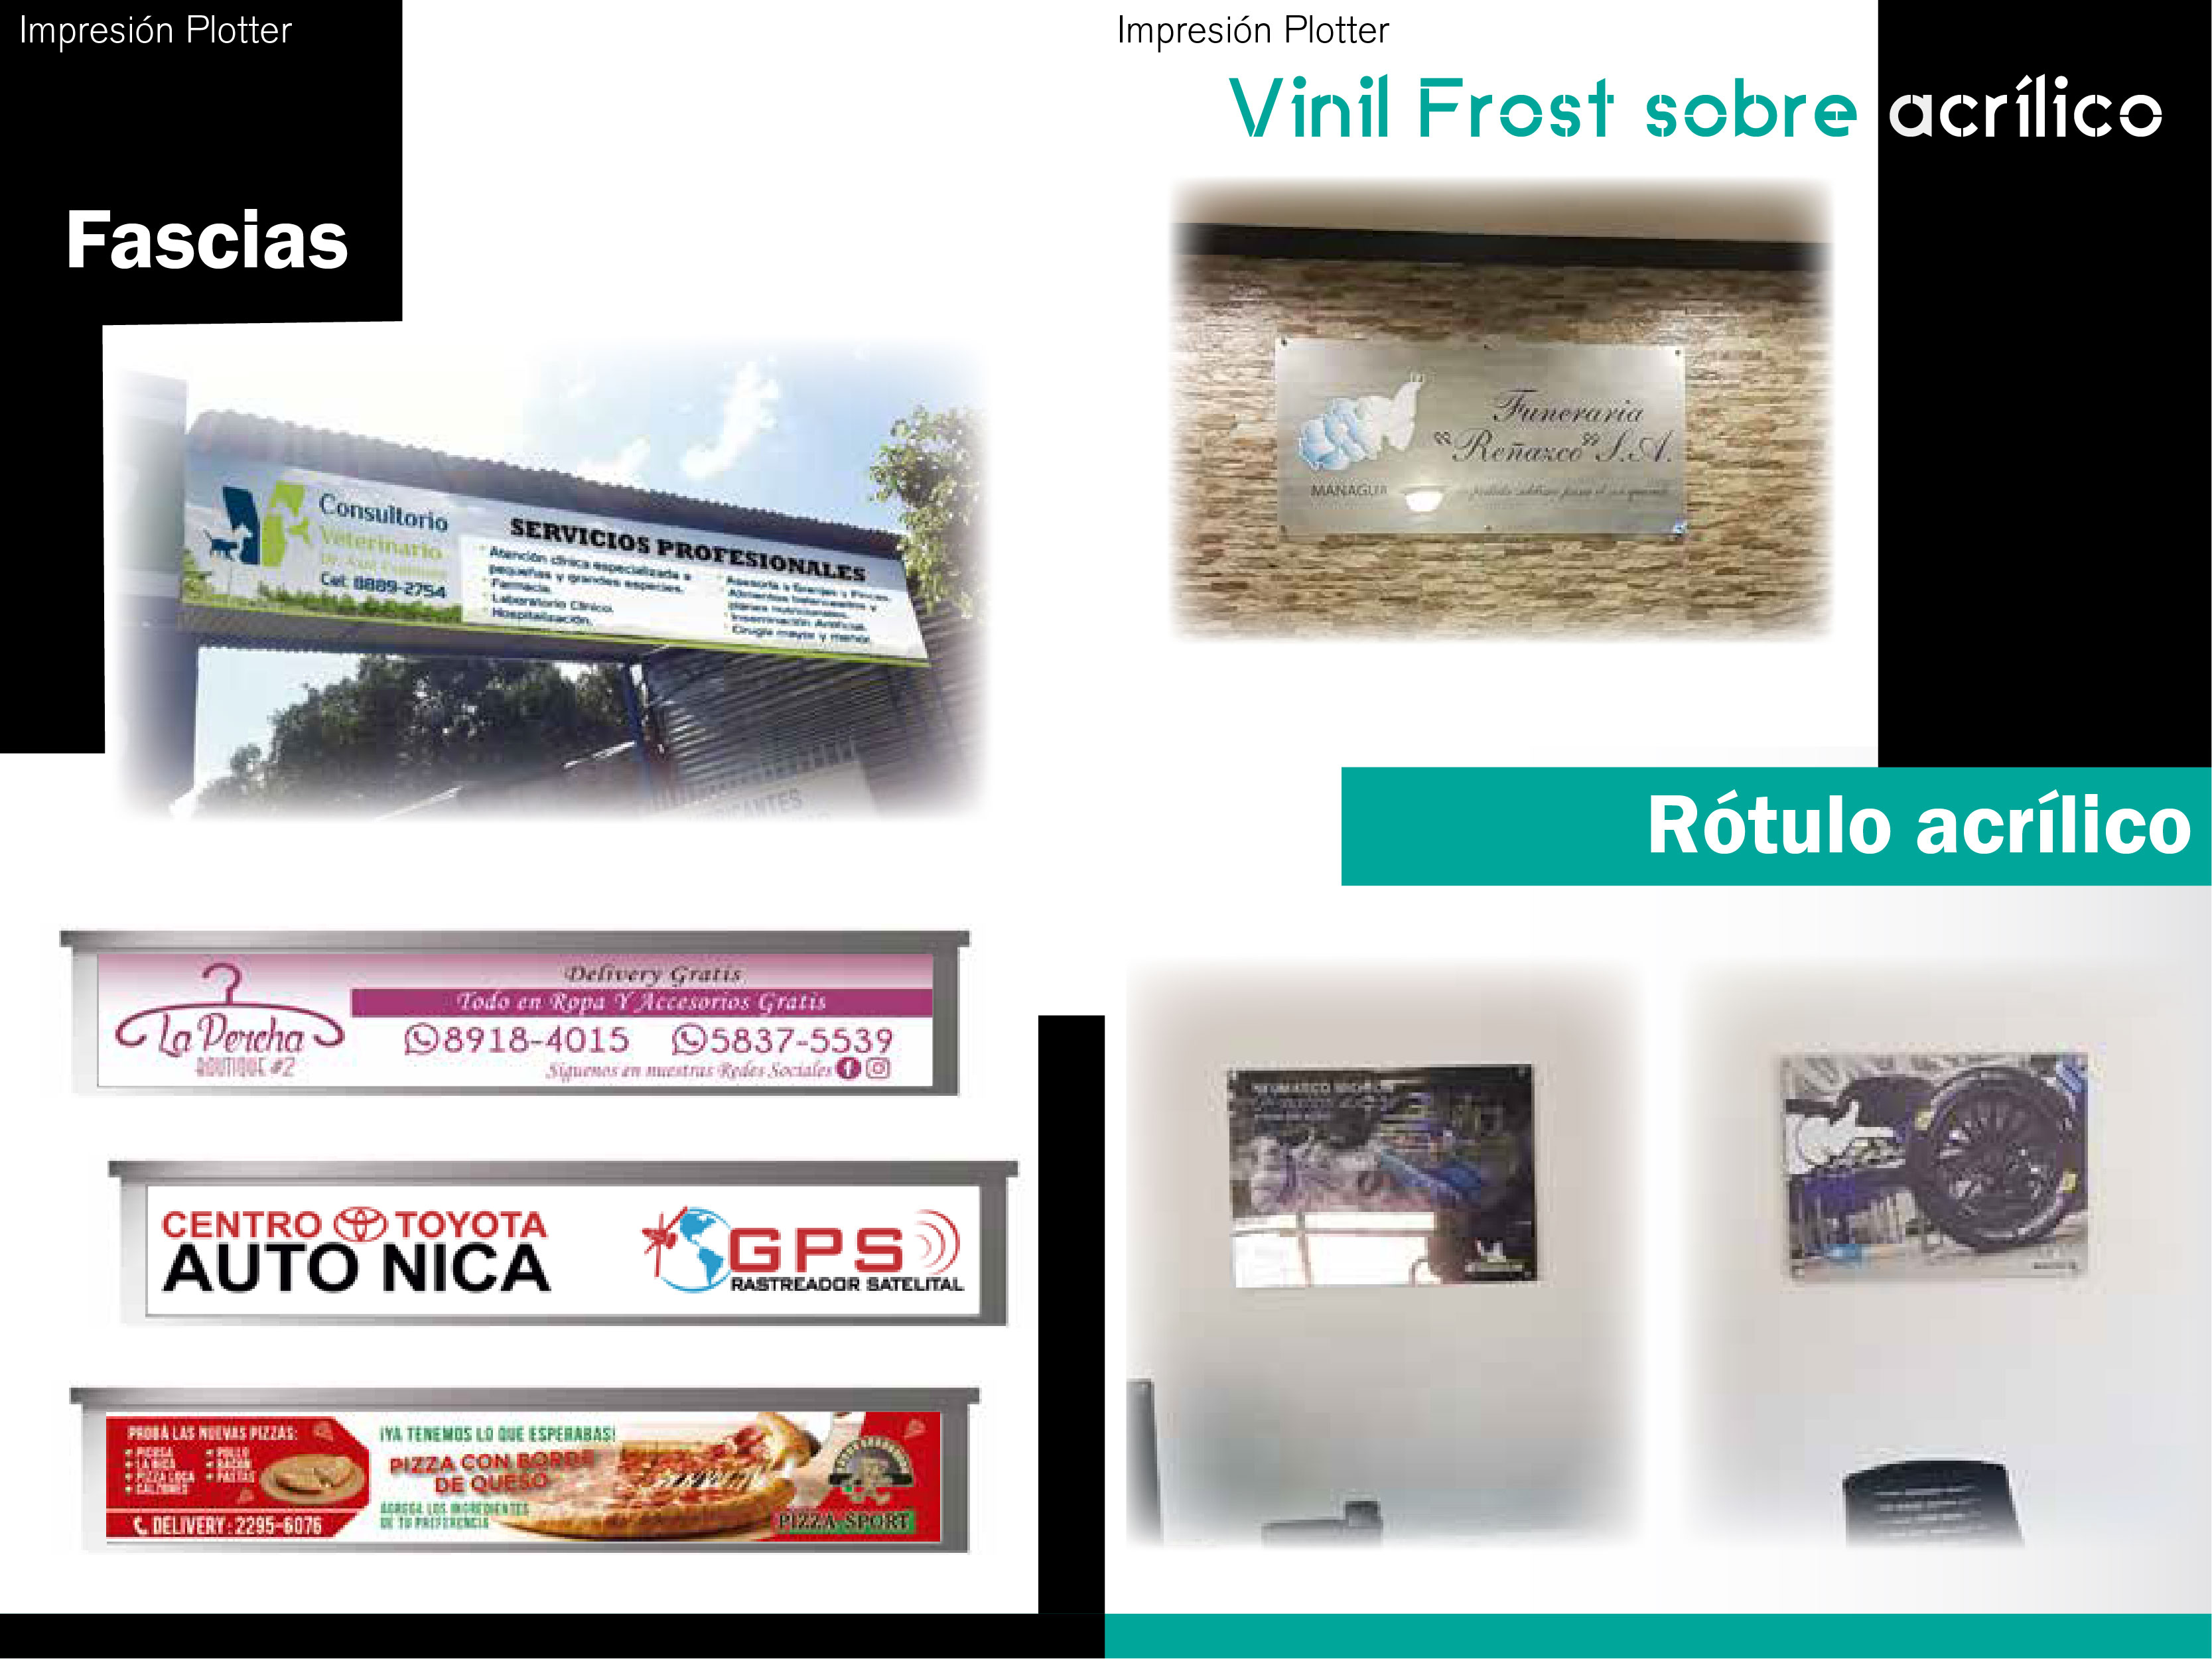 Impresión Plotter
Fascias
Consultorio
Veterinario
Cel: 8889-2754
SERVICIOS PROFESIONALES
Atención clínica especializada a
pequeñas y grandes especies.
Farmacia.
Laboratorio Clínico.
Hospitalización.
Asesoría a Granjas y Fincas.
Alimentos balanceados y
planes nutricionales.
Inseminación Artificial.
Cirugía mayor y menor.
Delivery Gratis
Todo en Ropa Y Accesorios Gratis
La Percha
BOUTIQUE #2
8918-4015 5837-5539
Síguenos en nuestras Redes Sociales
CENTRO TOYOTA
AUTO NICA
GPS
RASTREADOR SATELITAL
PROBÁ LAS NUEVAS PIZZAS:
PICOSA
LA NICA
PIZZA LOCA
CALZONES
POLLO
BACON
PASTAS
DELIVERY: 2295-6076
¡YA TENEMOS LO QUE ESPERABAS!
PIZZA CON BORDE
DE QUESO
AGREGA LOS INGREDIENTES
DE TU PREFERENCIA
PIZZA SPORT
Impresión Plotter
Vinil Frost sobre acrílico
Funeraria
"Reñazco" S.A.
MANAGUA
Rótulo acrílico